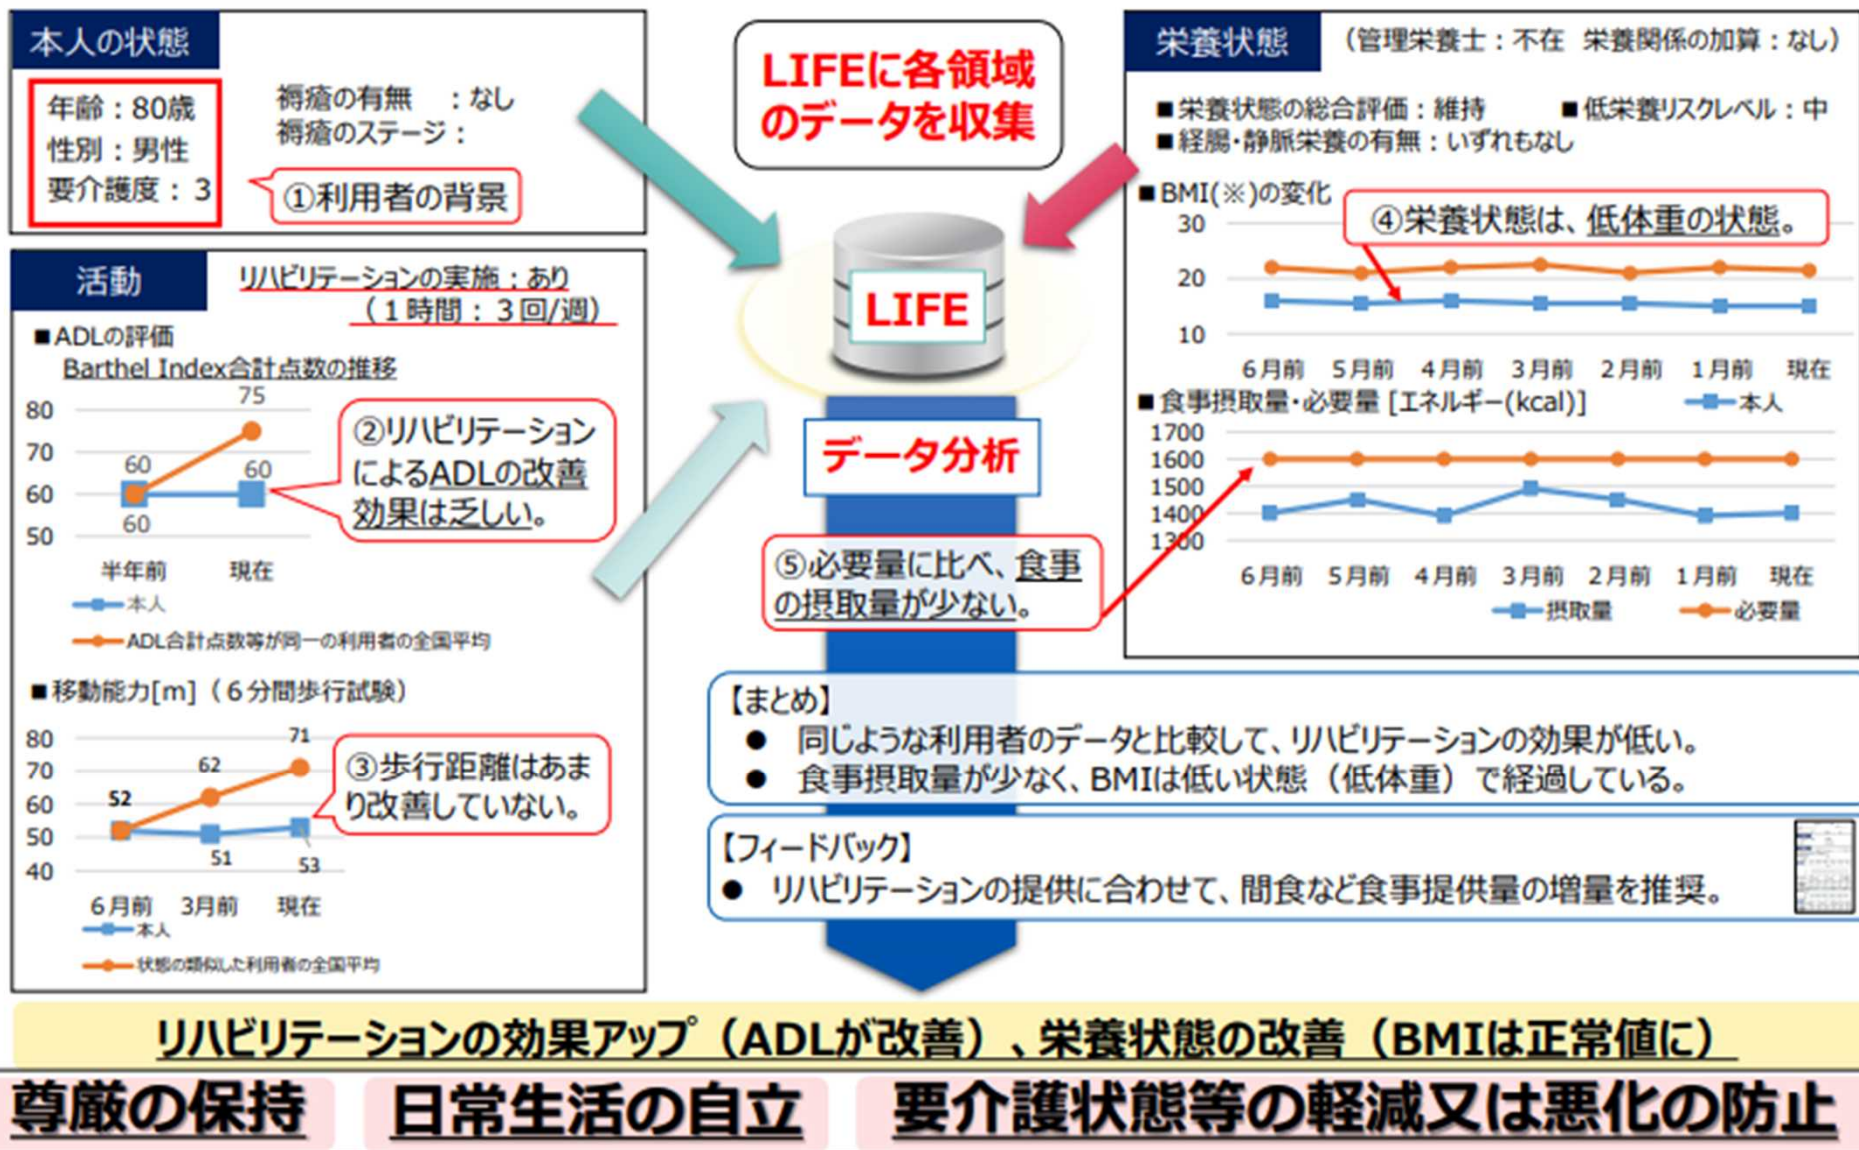 本人の状態
年齢：80歳
性別：男性
要介護度：3
褥瘡の有無　：なし
褥瘡のステージ：
①利用者の背景
活動
リハビリテーションの実施：あり
（１時間：３回/週）
■ADLの評価
Barthel Index合計点数の推移
80
70
60
50
75
60
60
60
半年前　現在
本人
ADL合計点数等が同一の利用者の全国平均
②リハビリテーション
によるADLの改善
効果は乏しい。
■移動能力[m]（６分間歩行試験）
80
70
60
50
40
52
62
71
51
53
６月前　3月前　現在
本人
状態の類似した利用者の全国平均
③歩行距離はあま
り改善していない。
LIFEに各領域
のデータを収集
LIFE
データ分析
栄養状態
（管理栄養士：不在　栄養関係の加算：なし）
■栄養状態の総合評価：維持　■低栄養リスクレベル：中
■経腸・静脈栄養の有無：いずれもなし
■BMI(※)の変化
④栄養状態は、低体重の状態。
30
20
10
６月前　５月前　４月前　３月前　２月前　１月前　現在
■食事摂取量・必要量 [エネルギー(kcal)]
本人
1700
1600
1500
1400
1300
６月前　５月前　４月前　３月前　２月前　１月前　現在
摂取量　必要量
⑤必要量に比べ、食事
の摂取量が少ない。
【まとめ】
●　同じような利用者のデータと比較して、リハビリテーションの効果が低い。
●　食事摂取量が少なく、BMIは低い状態（低体重）で経過している。
【フィードバック】
●　リハビリテーションの提供に合わせて、間食など食事提供量の増量を推奨。
リハビリテーションの効果アップ（ADLが改善）、栄養状態の改善（BMIは正常値に）
尊厳の保持　日常生活の自立　要介護状態等の軽減又は悪化の防止